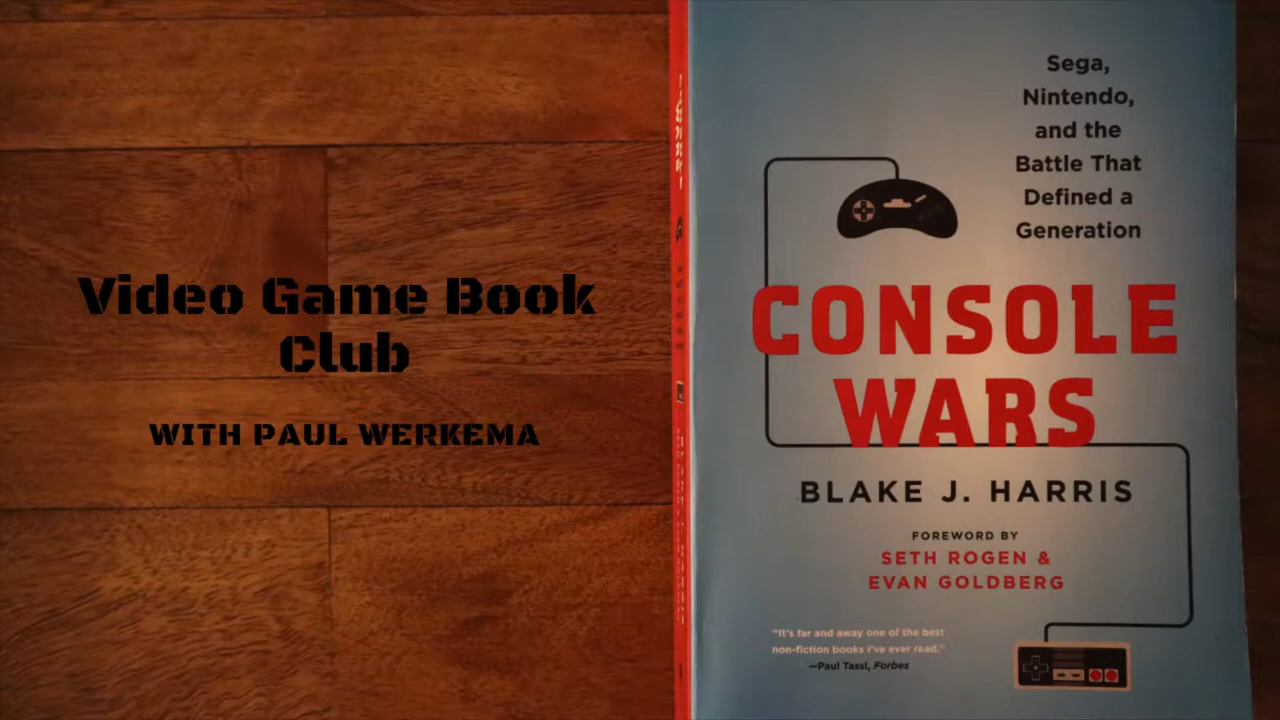 Video Game Book
Club
WITH PAUL WERKEMA
Sega,
Nintendo,
and the
Battle That
Defined a
Generation
CONSOLE
WARS
BLAKE J. HARRIS
FOREWORD BY
SETH ROGEN &
EVAN GOLDBERG
"It's far and away one of the best
non-fiction books I've ever read."
—Paul Tassi, Forbes